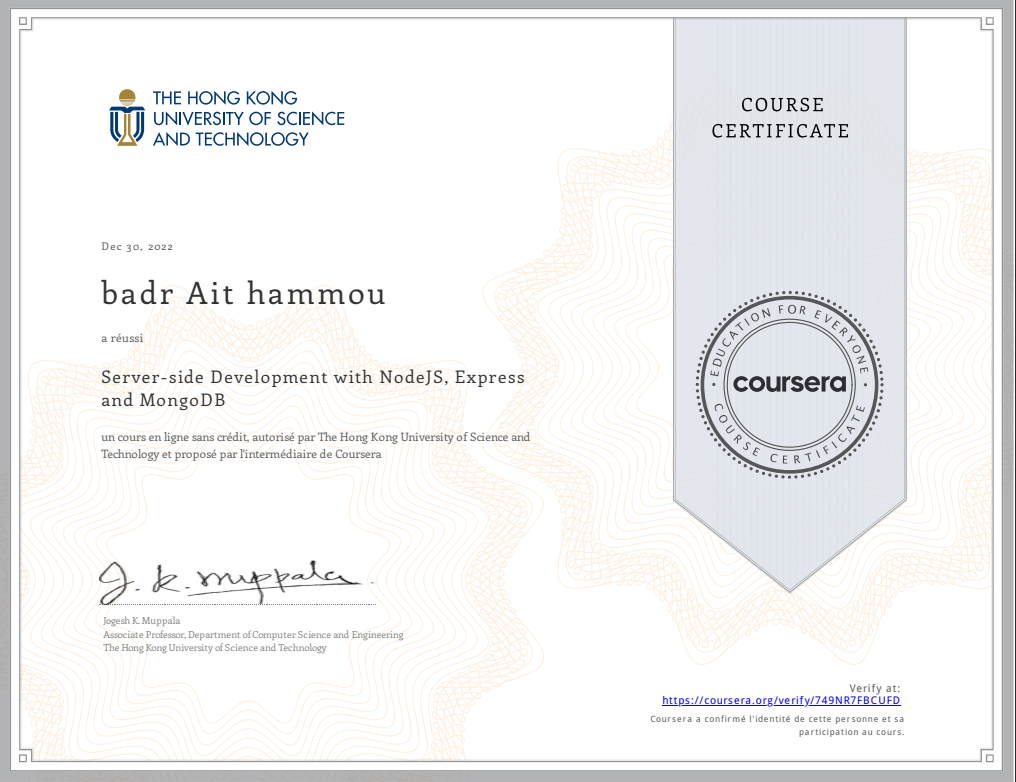 THE HONG KONG
UNIVERSITY OF SCIENCE
AND TECHNOLOGY
COURSE
CERTIFICATE
Dec 30, 2022
badr Ait hammou
a réussi
Server-side Development with NodeJS, Express
and MongoDB
un cours en ligne sans crédit, autorisé par The Hong Kong University of Science and
Technology et proposé par l'intermédiaire de Coursera
EDUCATION FOR EVERYONE
coursera
COURSE CERTIFICATE
J. K. Muppala
Jogesh K. Muppala
Associate Professor, Department of Computer Science and Engineering
The Hong Kong University of Science and Technology
Verify at:
https://coursera.org/verify/749NR7FBCUFD
Coursera a confirmé l'identité de cette personne et sa
participation au cours.